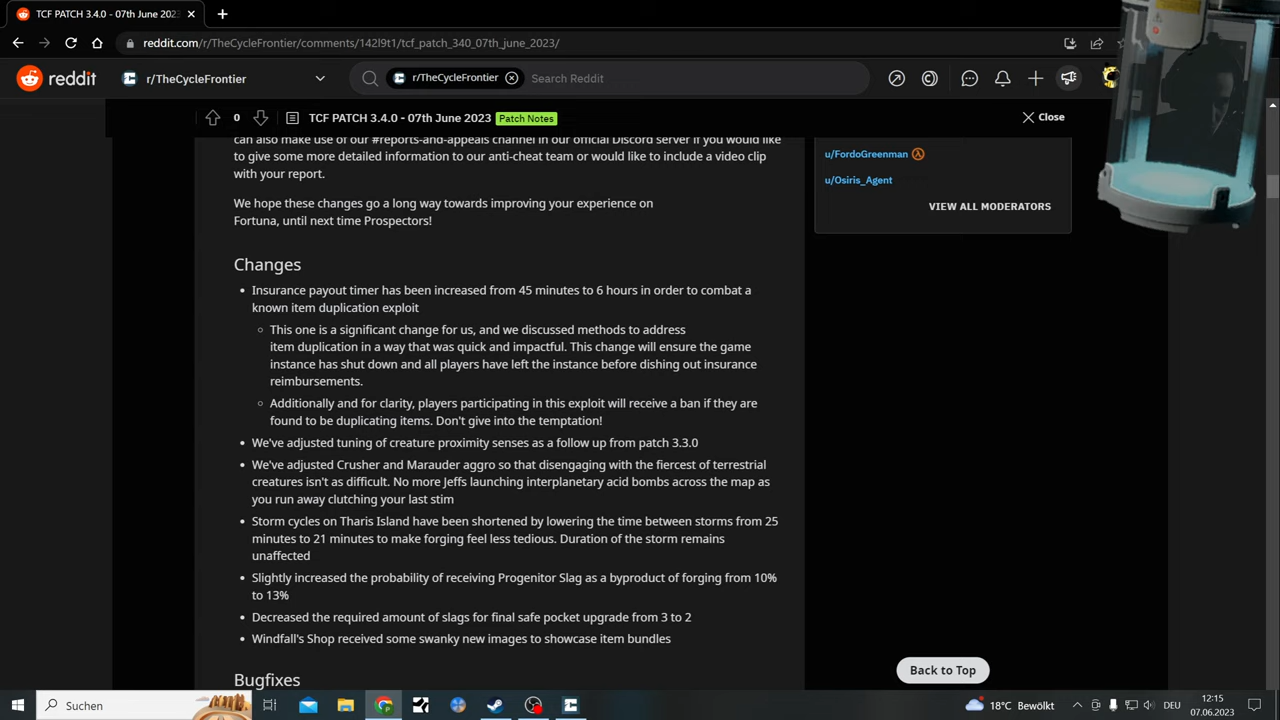 TCF PATCH 3.4.0 - 07th June 2023
reddit.com/r/TheCycleFrontier/comments/142l9t1/tcf_patch_340_07th_june_2023/
reddit
r/TheCycleFrontier
r/TheCycleFrontier
Search Reddit
0
TCF PATCH 3.4.0 - 07th June 2023
Patch Notes
Close
can also make use of our #reports-and-appeals channel in our official Discord server if you would like
to give some more detailed information to our anti-cheat team or would like to include a video clip
with your report.
We hope these changes go a long way towards improving your experience on
Fortuna, until next time Prospectors!
Changes
• Insurance payout timer has been increased from 45 minutes to 6 hours in order to combat a
known item duplication exploit
○ This one is a significant change for us, and we discussed methods to address
item duplication in a way that was quick and impactful. This change will ensure the game
instance has shut down and all players have left the instance before dishing out insurance
reimbursements.
○ Additionally and for clarity, players participating in this exploit will receive a ban if they are
found to be duplicating items. Don't give into the temptation!
• We've adjusted tuning of creature proximity senses as a follow up from patch 3.3.0
• We've adjusted Crusher and Marauder aggro so that disengaging with the fiercest of terrestrial
creatures isn't as difficult. No more Jeffs launching interplanetary acid bombs across the map as
you run away clutching your last stim
• Storm cycles on Tharis Island have been shortened by lowering the time between storms from 25
minutes to 21 minutes to make forging feel less tedious. Duration of the storm remains
unaffected
• Slightly increased the probability of receiving Progenitor Slag as a byproduct of forging from 10%
to 13%
• Decreased the required amount of slags for final safe pocket upgrade from 3 to 2
• Windfall's Shop received some swanky new images to showcase item bundles
Bugfixes
u/FordoGreenman
u/Osiris_Agent
VIEW ALL MODERATORS
Back to Top
Suchen
18°C Bewölkt
DEU
12:15
07.06.2023